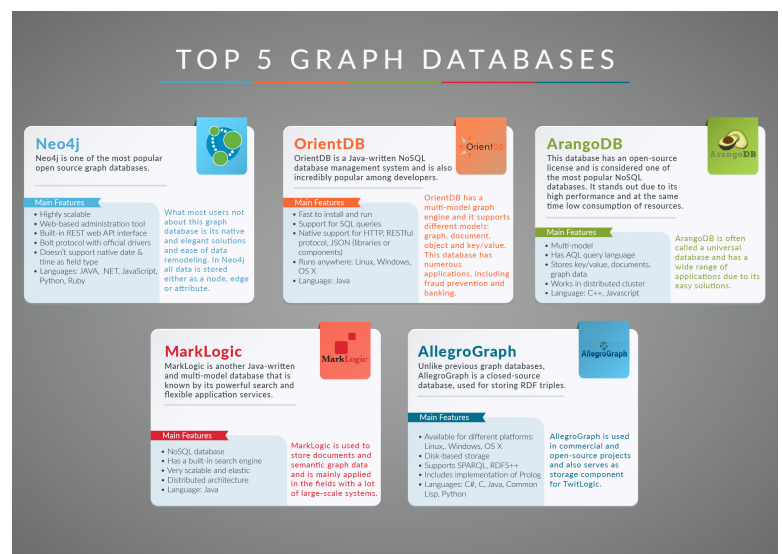 TOP 5 GRAPH DATABASES
Neo4j
Neo4j is one of the most popular
open source graph databases.
Main Features
• Highly scalable
• Web-based administration tool
• Built-in REST web API interface
• Bolt protocol with official drivers
• Doesn't support native date &
time as field type
• Languages: JAVA, .NET, JavaScript,
Python, Ruby
What most users not
about this graph
database is its native
and elegant solutions
and ease of data
remodeling. In Neo4j
all data is stored
either as a node, edge
or attribute.
OrientDB
OrientDB is a Java-written NoSQL
database management system and is also
incredibly popular among developers.
OrientDB
Main Features
• Fast to install and run
• Support for SQL queries
• Native support for HTTP, RESTful
protocol, JSON (libraries or
components)
• Runs anywhere: Linux, Windows,
OS X
• Language: Java
OrientDB has a
multi-model graph
engine and it supports
different models:
graph, document,
object and key/value.
This database has
numerous
applications, including
fraud prevention and
banking.
ArangoDB
This database has an open-source
license and is considered one of
the most popular NoSQL
databases. It stands out due to its
high performance and at the same
time low consumption of resources.
ArangoDB
Main Features
• Multi-model
• Has AQL query language
• Stores key/value, documents,
graph data
• Works in distributed cluster
• Language: C++, Javascript
ArangoDB is often
called a universal
database and has a
wide range of
applications due to its
easy solutions.
MarkLogic
MarkLogic is another Java-written
and multi-model database that is
known by its powerful search and
flexible application services.
MarkLogic
Main Features
• NoSQL database
• Has a built-in search engine
• Very scalable and elastic
• Distributed architecture
• Language: Java
MarkLogic is used to
store documents and
semantic graph data
and is mainly applied
in the fields with a lot
of large-scale systems.
AllegroGraph
Unlike previous graph databases,
AllegroGraph is a closed-source
database, used for storing RDF triples.
AllegroGraph
Main Features
• Available for different platforms:
Linux,. Windows, OS X
• Disk-based storage
• Supports SPARQL, RDFS++
• Includes implementation of Prolog
• Languages: C#, C, Java, Common
Lisp, Python
AllegroGraph is used
in commercial and
open-source projects
and also serves as
storage component
for TwitLogic.